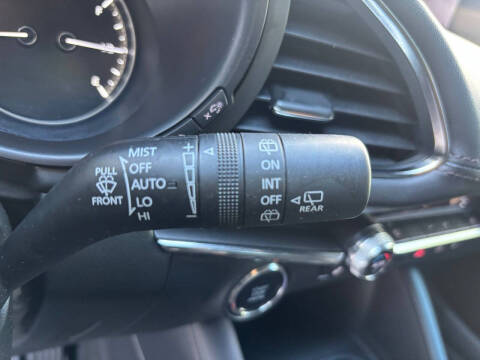 MIST
OFF
PULL
AUTO
FRONT
LO
HI
ON
INT
OFF
REAR